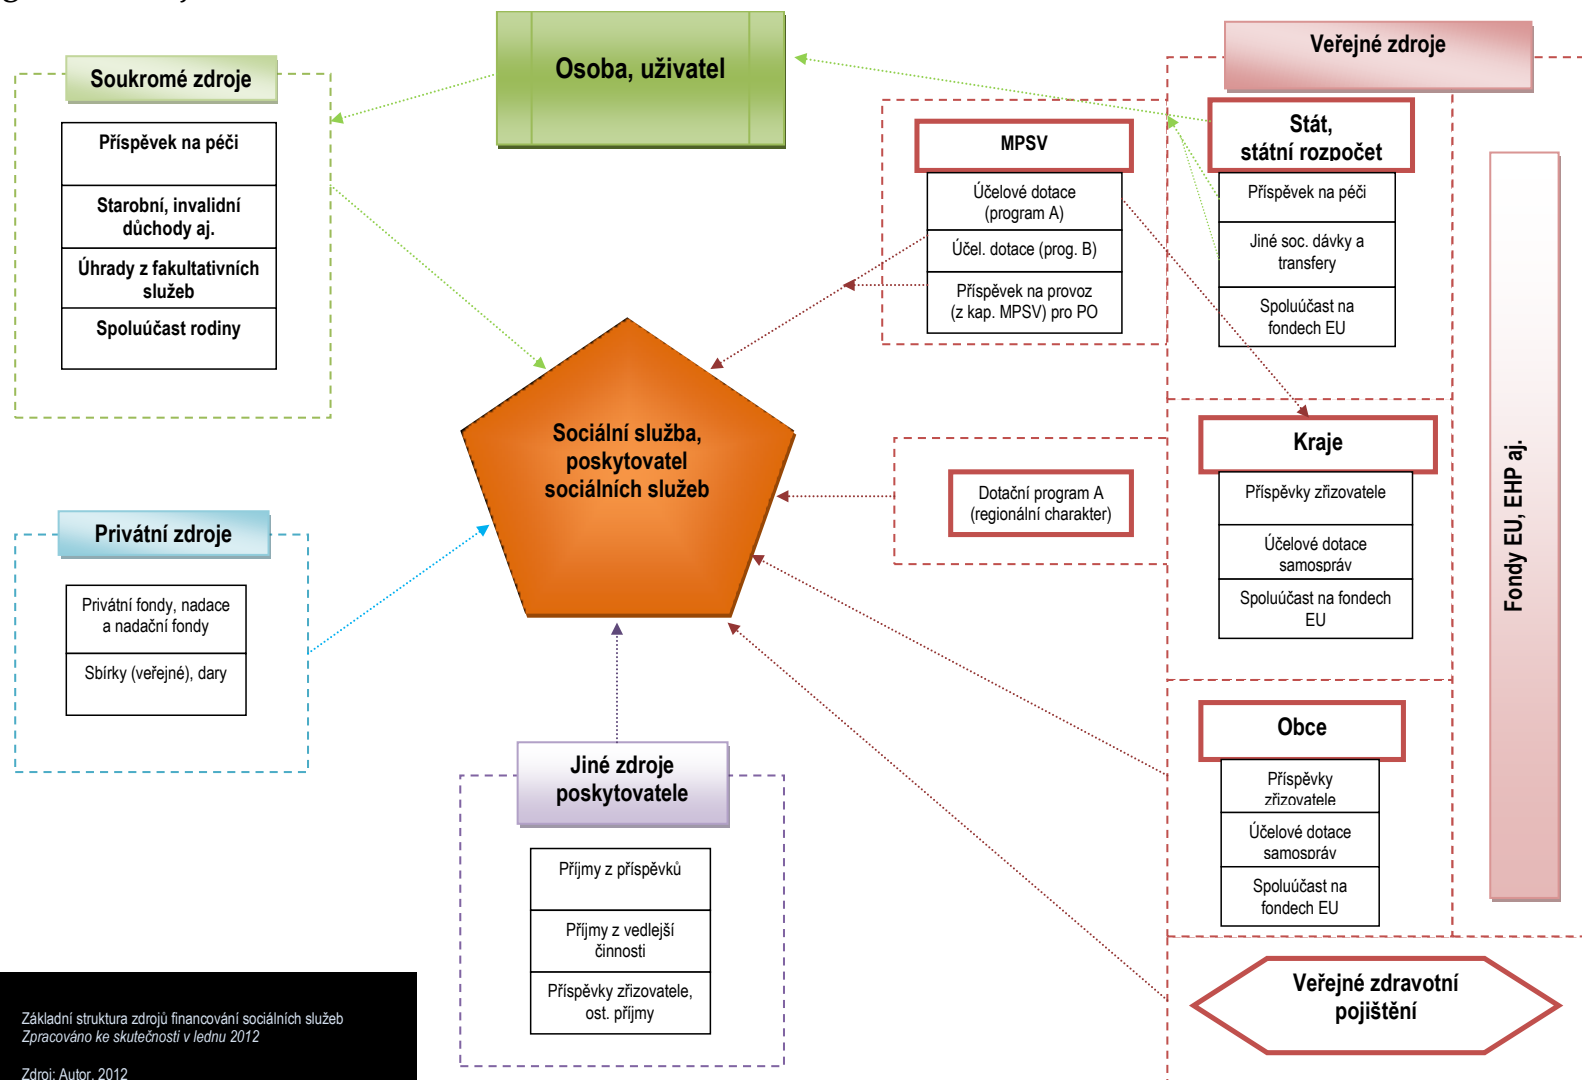 Osoba, uživatel
Veřejné zdroje
Soukromé zdroje
Příspěvek na péči
Starobní, invalidní
důchody aj.
Úhrady z fakultativních
služeb
Spoluúčast rodiny
MPSV
Účelové dotace
(program A)
Účel. dotace (prog. B)
Příspěvek na provoz
(z kap. MPSV) pro PO
Stát,
státní rozpočet
Příspěvek na péči
Jiné soc. dávky a
transfery
Spoluúčast na
fondech EU
Fondy EU, EHP aj.
Sociální služba,
poskytovatel
sociálních služeb
Dotační program A
(regionální charakter)
Kraje
Příspěvky zřizovatele
Účelové dotace
samospráv
Spoluúčast na fondech
EU
Privátní zdroje
Privátní fondy, nadace
a nadační fondy
Sbírky (veřejné), dary
Obce
Příspěvky
zřizovatele
Účelové dotace
samospráv
Spoluúčast na
fondech EU
Jiné zdroje
poskytovatele
Příjmy z příspěvků
Příjmy z vedlejší
činnosti
Příspěvky zřizovatele,
ost. příjmy
Veřejné zdravotní
pojištění
Základní struktura zdrojů financování sociálních služeb
Zpracováno ke skutečnosti v lednu 2012
Zdroj: Autor, 2012